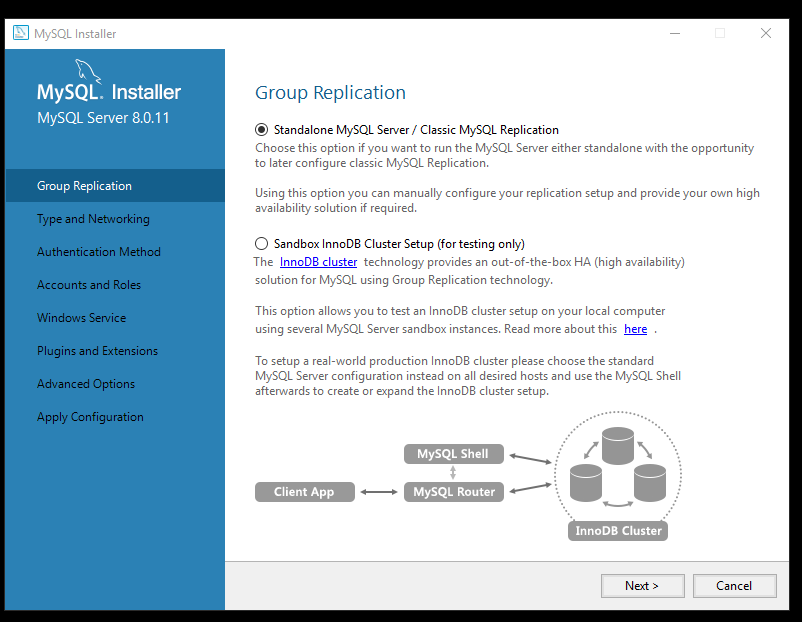 MySQL Installer
MySQL. Installer
MySQL Server 8.0.11
Group Replication
Type and Networking
Authentication Method
Accounts and Roles
Windows Service
Plugins and Extensions
Advanced Options
Apply Configuration
Group Replication
Standalone MySQL Server / Classic MySQL Replication
Choose this option if you want to run the MySQL Server either standalone with the opportunity
to later configure classic MySQL Replication.
Using this option you can manually configure your replication setup and provide your own high
availability solution if required.
Sandbox InnoDB Cluster Setup (for testing only)
The InnoDB cluster technology provides an out-of-the-box HA (high availability)
solution for MySQL using Group Replication technology.
This option allows you to test an InnoDB cluster setup on your local computer
using several MySQL Server sandbox instances. Read more about this here .
To setup a real-world production InnoDB cluster please choose the standard
MySQL Server configuration instead on all desired hosts and use the MySQL Shell
afterwards to create or expand the InnoDB cluster setup.
MySQL Shell
Client App
MySQL Router
InnoDB Cluster
Next >
Cancel